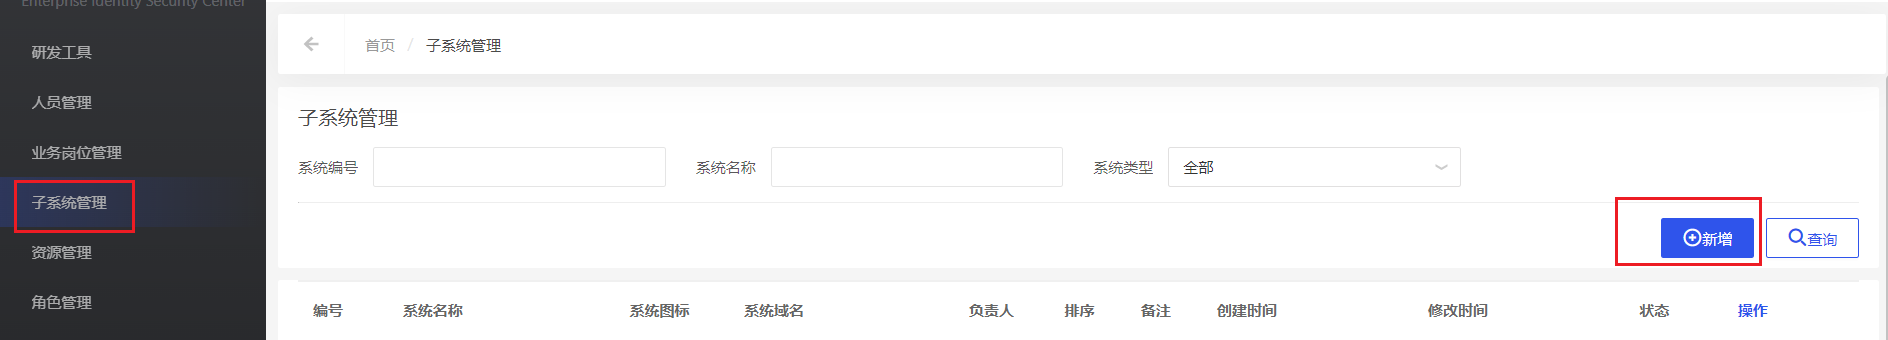 Enterprise Identity Security Center
研发工具
人员管理
业务岗位管理
子系统管理
资源管理
角色管理
首页 / 子系统管理
子系统管理
系统编号 系统名称 系统类型 全部
新增 查询
编号 系统名称 系统图标 系统域名 负责人 排序 备注 创建时间 修改时间 状态 操作